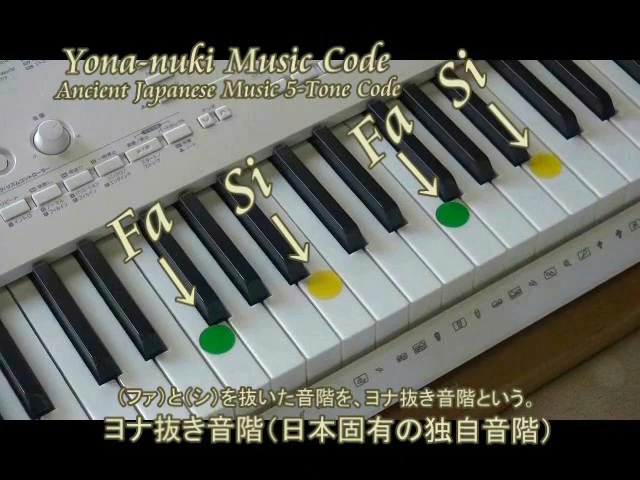 Yona-nuki Music Code
Ancient Japanese Music 5-Tone Code
Fa
Si
Fa
Si
(ファ)と(シ)を抜いた音階を、ヨナ抜き音階という。
ヨナ抜き音階(日本固有の独自音階)